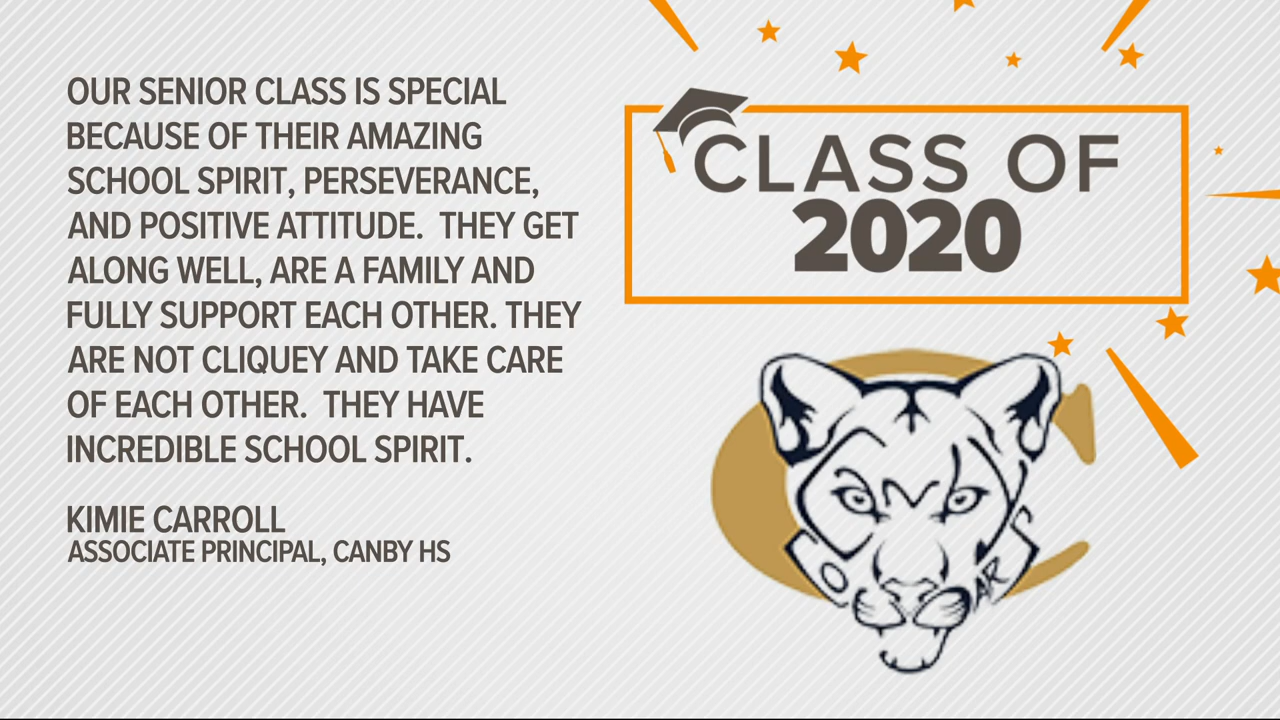 OUR SENIOR CLASS IS SPECIAL
BECAUSE OF THEIR AMAZING
SCHOOL SPIRIT, PERSEVERANCE,
AND POSITIVE ATTITUDE. THEY GET
ALONG WELL, ARE A FAMILY AND
FULLY SUPPORT EACH OTHER. THEY
ARE NOT CLIQUEY AND TAKE CARE
OF EACH OTHER. THEY HAVE
INCREDIBLE SCHOOL SPIRIT.
KIMIE CARROLL
ASSOCIATE PRINCIPAL, CANBY HS
CLASS OF
2020